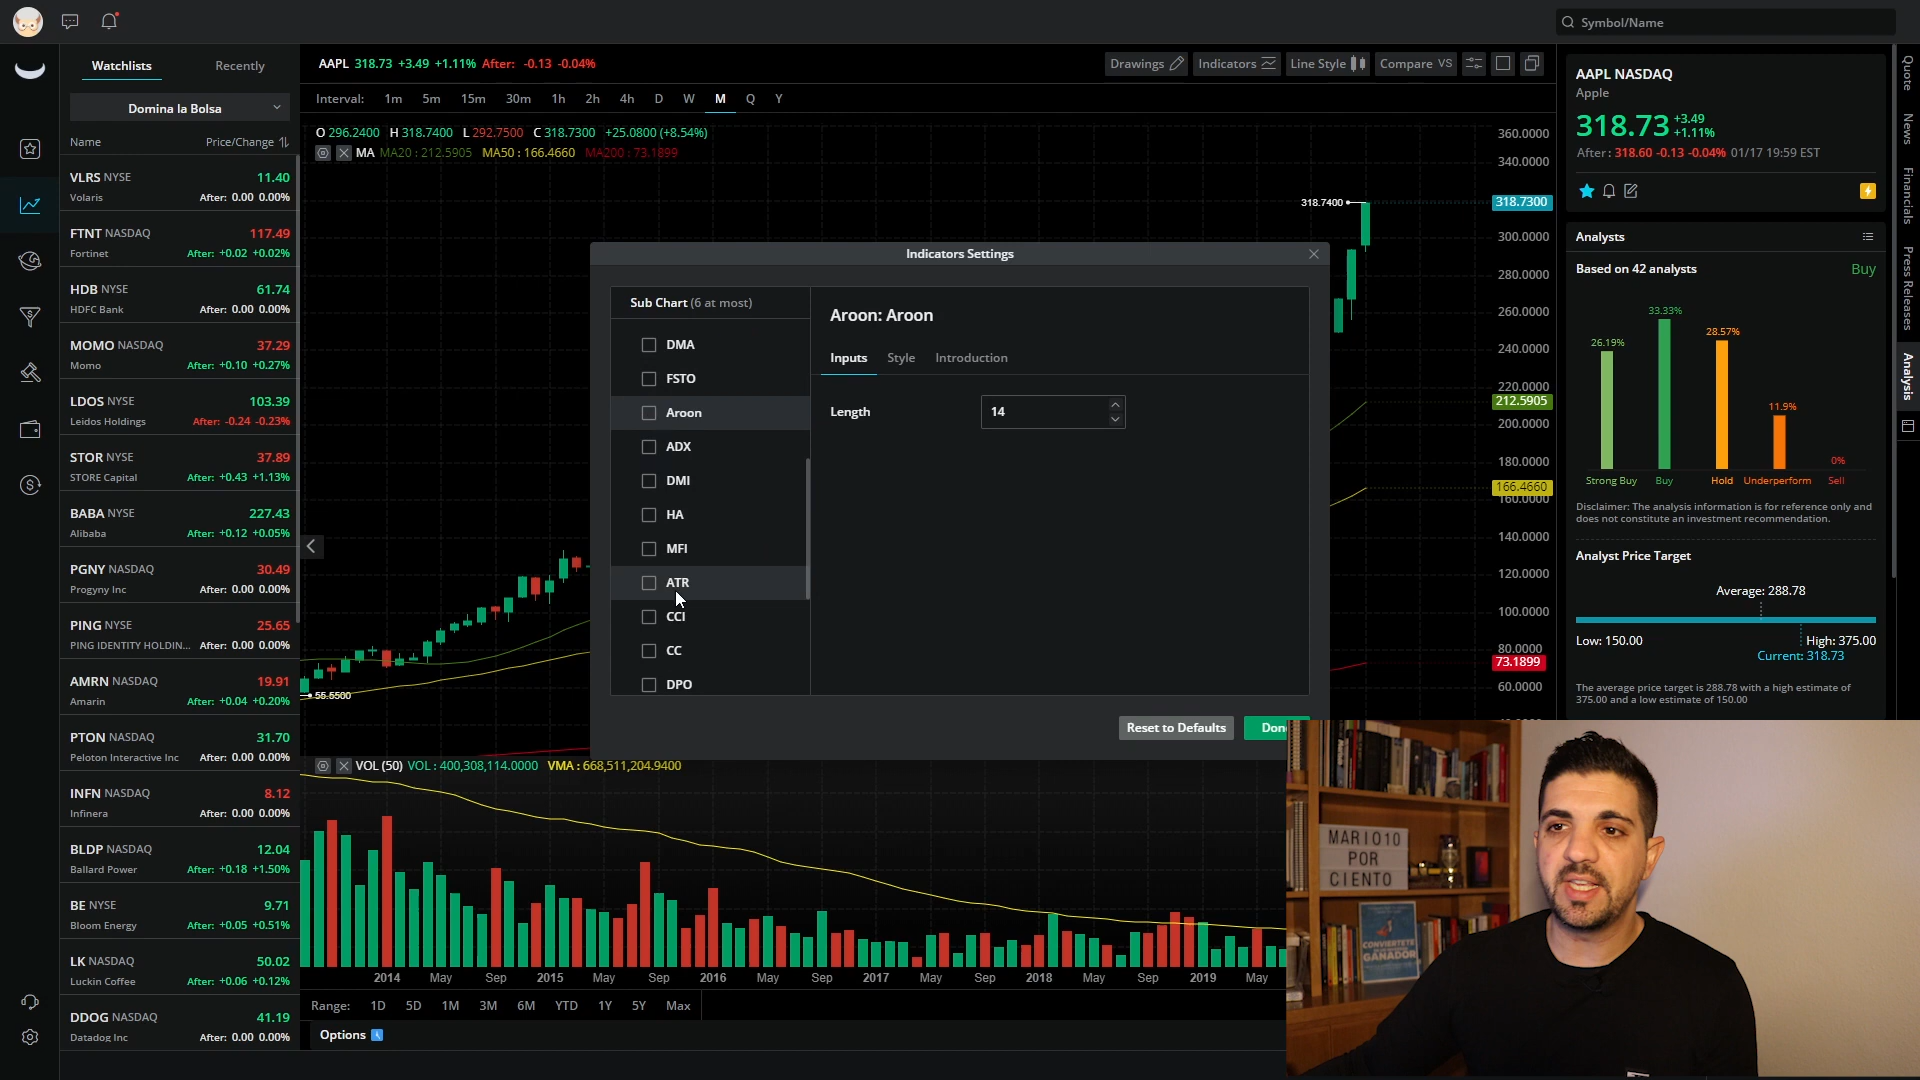 Symbol/Name
Watchlists
Recently
Domina la Bolsa
Name Price/Change
VLRS NYSE 11.40
Volaris After: 0.00 0.00%
FTNT NASDAQ 117.49
Fortinet After: +0.02 +0.02%
HDB NYSE 61.74
HDFC Bank After: 0.00 0.00%
MOMO NASDAQ 37.29
Momo After: +0.10 +0.27%
LDOS NYSE 103.39
Leidos Holdings After: -0.24 -0.23%
STOR NYSE 37.89
STORE Capital After: +0.43 +1.13%
BABA NYSE 227.43
Alibaba After: +0.12 +0.05%
PGNY NASDAQ 30.49
Progyny Inc After: 0.00 0.00%
PING NYSE 25.65
PING IDENTITY HOLDIN... After: 0.00 0.00%
AMRN NASDAQ 19.91
Amarin After: +0.04 +0.20%
PTON NASDAQ 31.70
Peloton Interactive Inc After: 0.00 0.00%
INFN NASDAQ 8.12
Infinera After: 0.00 0.00%
BLDP NASDAQ 12.04
Ballard Power After: +0.18 +1.50%
BE NYSE 9.71
Bloom Energy After: +0.05 +0.51%
LK NASDAQ 50.02
Luckin Coffee After: +0.06 +0.12%
DDOG NASDAQ 41.19
Datadog Inc After: 0.00 0.00%
AAPL 318.73 +3.49 +1.11% After: -0.13 -0.04%
Drawings Indicators Line Style Compare VS
Interval: 1m 5m 15m 30m 1h 2h 4h D W M Q Y
O 296.2400 H 318.7400 L 292.7500 C 318.7300 +25.0800 (+8.54%)
MA MA20 : 212.5905 MA50 : 166.4660 MA200 : 73.1899
318.7400
55.5500
360.0000
340.0000
318.7300
300.0000
280.0000
260.0000
240.0000
220.0000
212.5905
200.0000
180.0000
166.4660
160.0000
140.0000
120.0000
100.0000
80.0000
73.1899
60.0000
Indicators Settings
Sub Chart (6 at most)
DMA
FSTO
Aroon
ADX
DMI
HA
MFI
ATR
CCI
CC
DPO
Aroon: Aroon
Inputs Style Introduction
Length 14
Reset to Defaults
Don
VOL (50) VOL : 400,308,114.0000 VMA : 668,511,204.9400
2014 May Sep 2015 May Sep 2016 May Sep 2017 May Sep 2018 May Sep 2019 May
Range: 1D 5D 1M 3M 6M YTD 1Y 5Y Max
Options
AAPL NASDAQ
Apple
318.73 +3.49
+1.11%
After: 318.60 -0.13 -0.04% 01/17 19:59 EST
Analysts
Based on 42 analysts Buy
26.19%
33.33%
28.57%
11.9%
0%
Strong Buy Buy Hold Underperform Sell
Disclaimer: The analysis information is for reference only and
does not constitute an investment recommendation.
Analyst Price Target
Average: 288.78
Low: 150.00 High: 375.00
Current: 318.73
The average price target is 288.78 with a high estimate of
375.00 and a low estimate of 150.00
Quote
News
Financials
Press Releases
Analysis
MARIO10
POR
CIENTO
CONVIERTETE
GANADOR